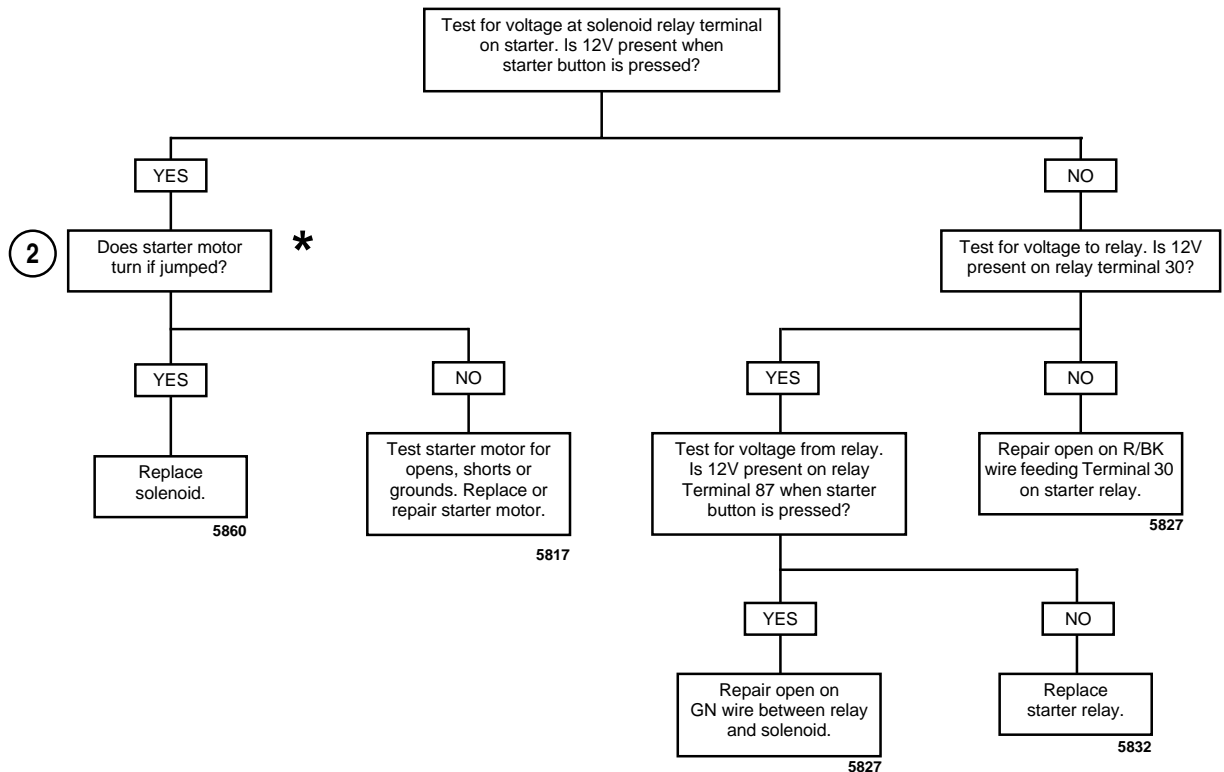 Test for voltage at solenoid relay terminal
on starter. Is 12V present when
starter button is pressed?
YES
NO
2
Does starter motor
turn if jumped?
*
Test for voltage to relay. Is 12V
present on relay terminal 30?
YES
NO
YES
NO
Replace
solenoid.
5860
Test starter motor for
opens, shorts or
grounds. Replace or
repair starter motor.
5817
Test for voltage from relay.
Is 12V present on relay
Terminal 87 when starter
button is pressed?
Repair open on R/BK
wire feeding Terminal 30
on starter relay.
5827
YES
NO
Repair open on
GN wire between relay
and solenoid.
5827
Replace
starter relay.
5832